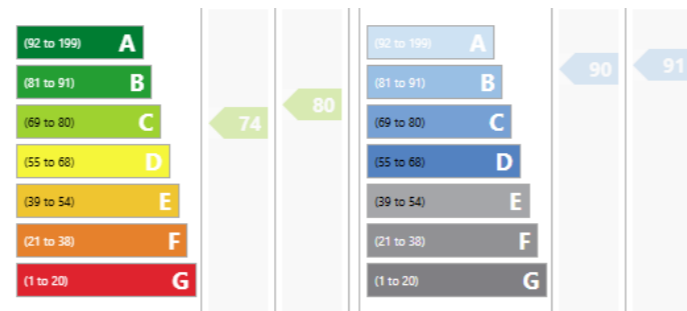 (92 to 199) A
(81 to 91) B
(69 to 80) C
(55 to 68) D
(39 to 54) E
(21 to 38) F
(1 to 20) G
74
80
(92 to 199) A
(81 to 91) B
(69 to 80) C
(55 to 68) D
(39 to 54) E
(21 to 38) F
(1 to 20) G
90
91